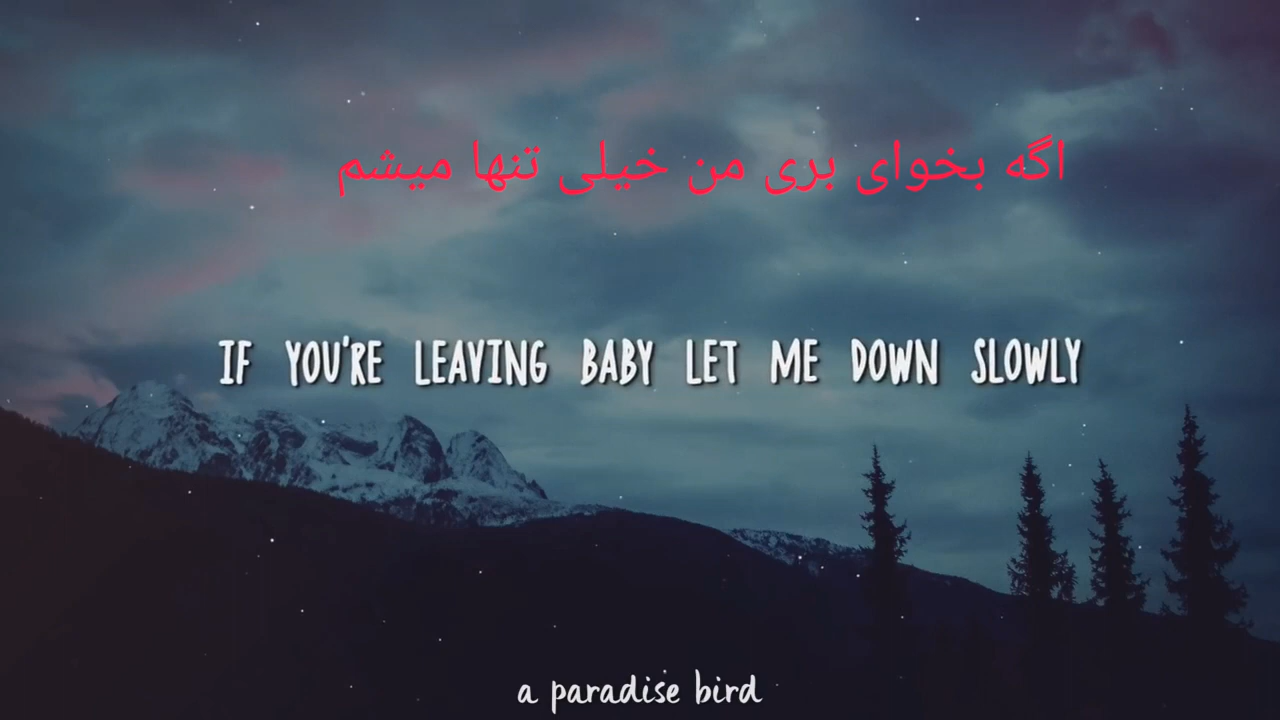 اگه بخوای بری من خیلی تنها میشم
IF YOU'RE LEAVING BABY LET ME DOWN SLOWLY
a paradise bird